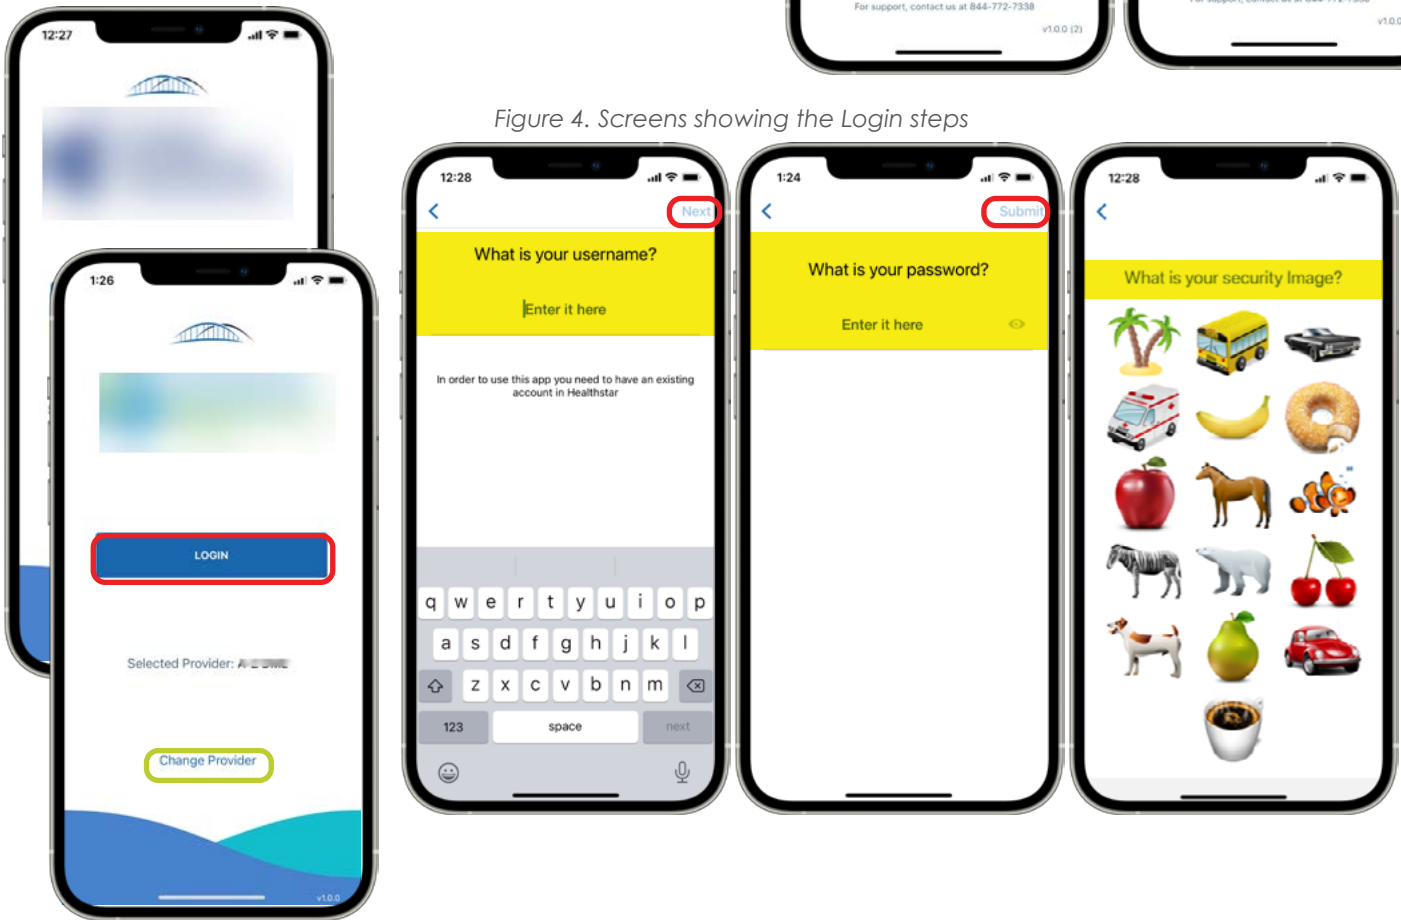 For support, contact us at 844-772-7338
v1.0.0 (2)
v1.0.0
12:27
Figure 4. Screens showing the Login steps
1:26
LOGIN
Selected Provider:
Change Provider
v1.0.0
12:28
Next
What is your username?
Enter it here
In order to use this app you need to have an existing
account in Healthstar
q w e r t y u i o p
a s d f g h j k l
z x c v b n m
123 space next
1:24
Submit
What is your password?
Enter it here
12:28
What is your security Image?